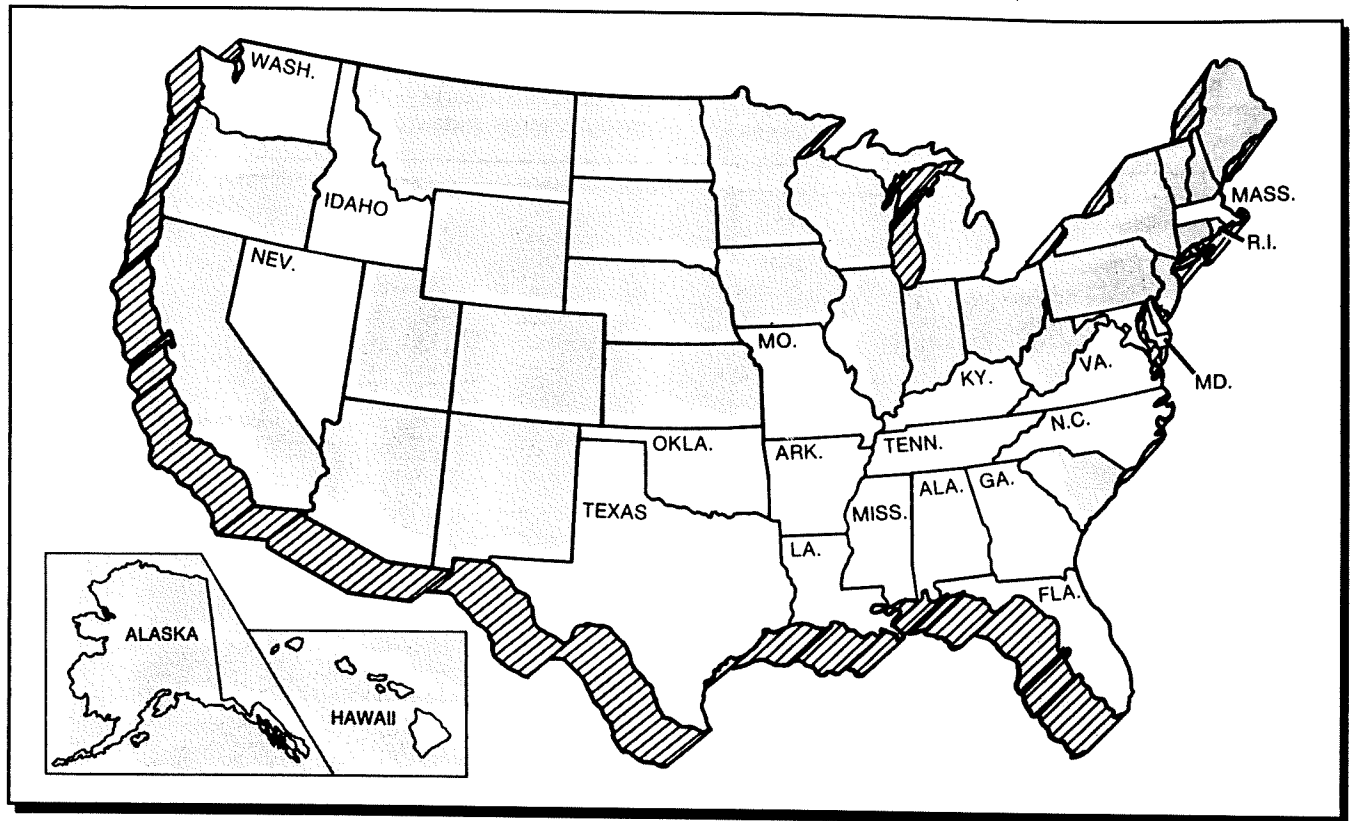 WASH.
IDAHO
NEV.
MASS.
R.I.
MO.
KY.
VA.
MD.
OKLA.
ARK.
TENN.
N.C.
TEXAS
MISS.
ALA.
GA.
LA.
FLA.
ALASKA
HAWAII